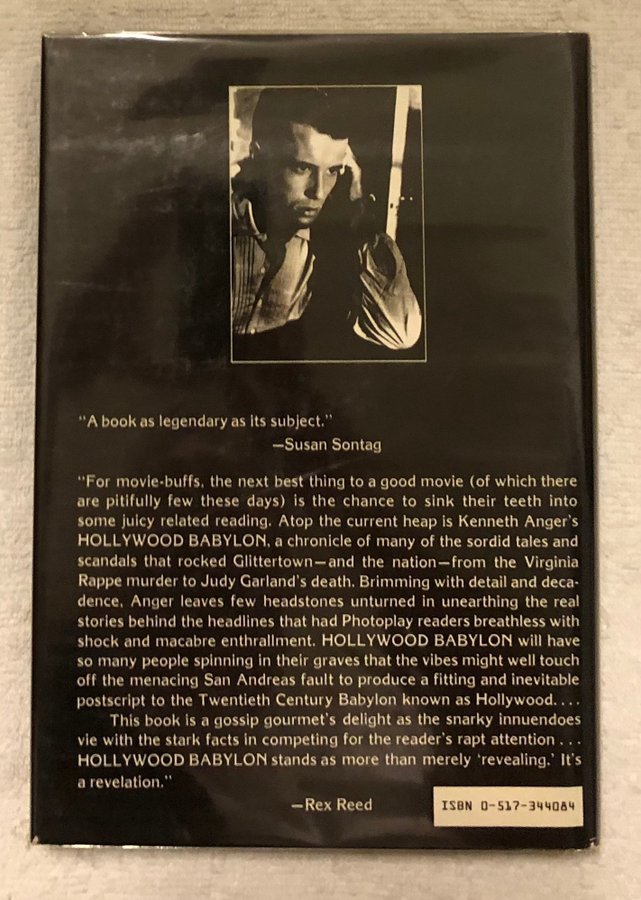 "A book as legendary as its subject."
—Susan Sontag
"For movie-buffs, the next best thing to a good movie (of which there
are pitifully few these days) is the chance to sink their teeth into
some juicy related reading. Atop the current heap is Kenneth Anger's
HOLLYWOOD BABYLON, a chronicle of many of the sordid tales and
scandals that rocked Glittertown—and the nation—from the Virginia
Rappe murder to Judy Garland's death. Brimming with detail and deca-
dence, Anger leaves few headstones unturned in unearthing the real
stories behind the headlines that had Photoplay readers breathless with
shock and macabre enthrallment. HOLLYWOOD BABYLON will have
so many people spinning in their graves that the vibes might well touch
off the menacing San Andreas fault to produce a fitting and inevitable
postscript to the Twentieth Century Babylon known as Hollywood. . . .
This book is a gossip gourmet's delight as the snarky innuendoes
vie with the stark facts in competing for the reader's rapt attention . . .
HOLLYWOOD BABYLON stands as more than merely 'revealing.' It's
a revelation."
—Rex Reed
ISBN 0-517-344084